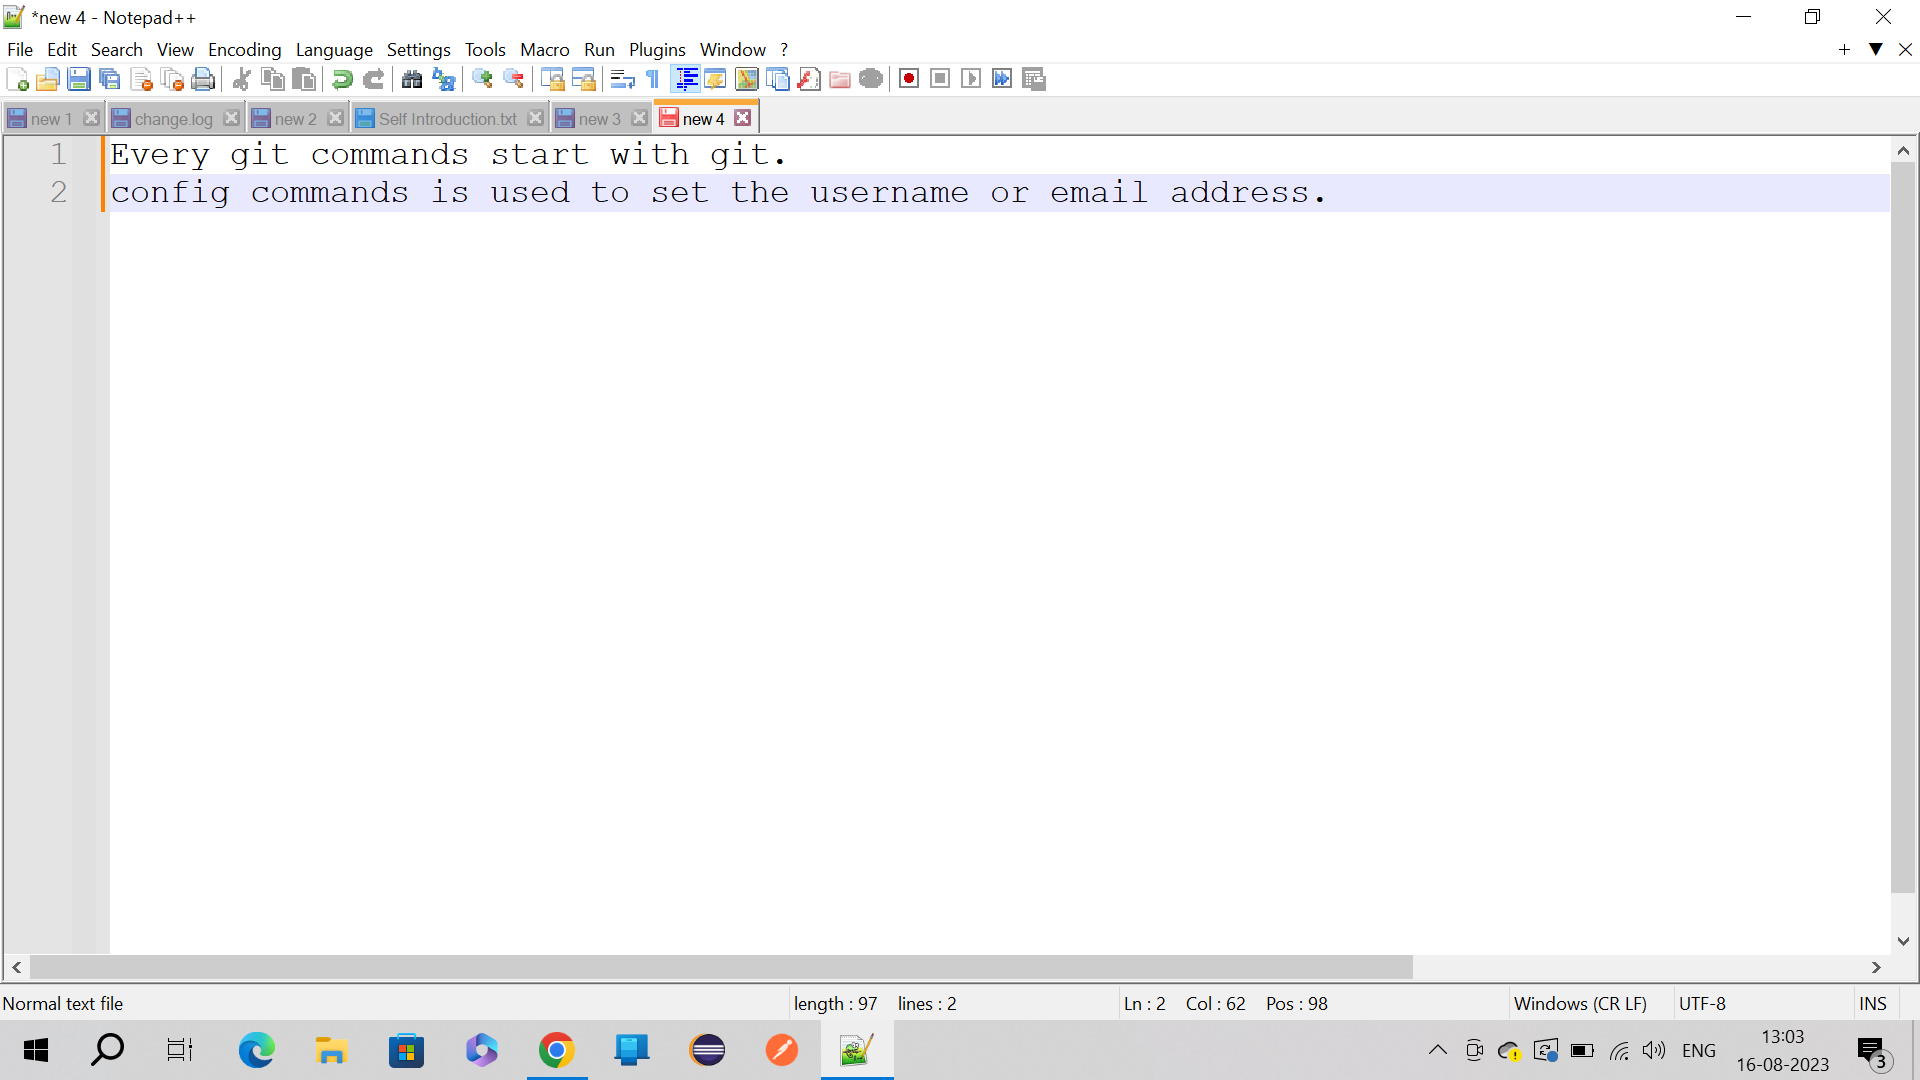 *new 4 - Notepad++
File Edit Search View Encoding Language Settings Tools Macro Run Plugins Window ?
new 1 change.log new 2 Self Introduction.txt new 3 new 4
1 Every git commands start with git.
2 config commands is used to set the username or email address.
Normal text file length : 97 lines : 2 Ln : 2 Col : 62 Pos : 98 Windows (CR LF) UTF-8 INS
ENG 13:03
16-08-2023 3